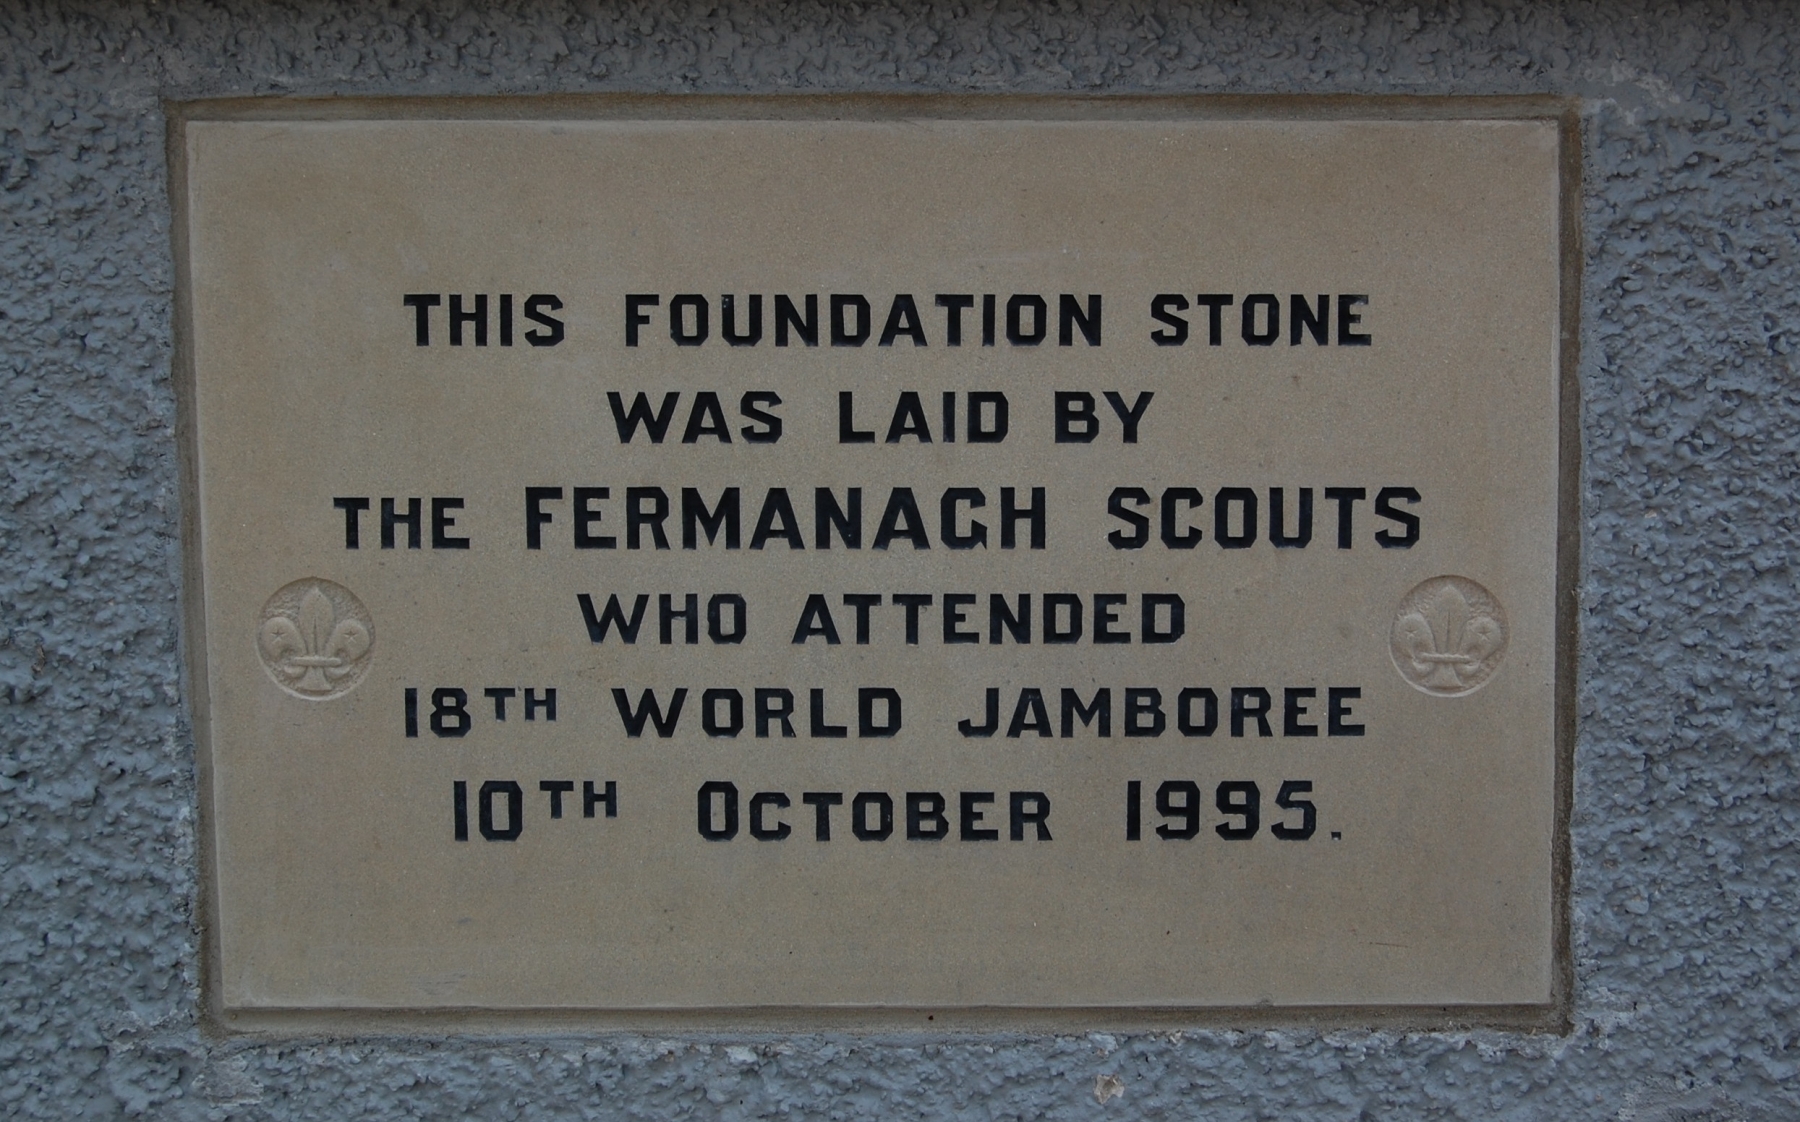 THIS FOUNDATION STONE
WAS LAID BY
THE FERMANAGH SCOUTS
WHO ATTENDED
18TH WORLD JAMBOREE
10TH OCTOBER 1995.